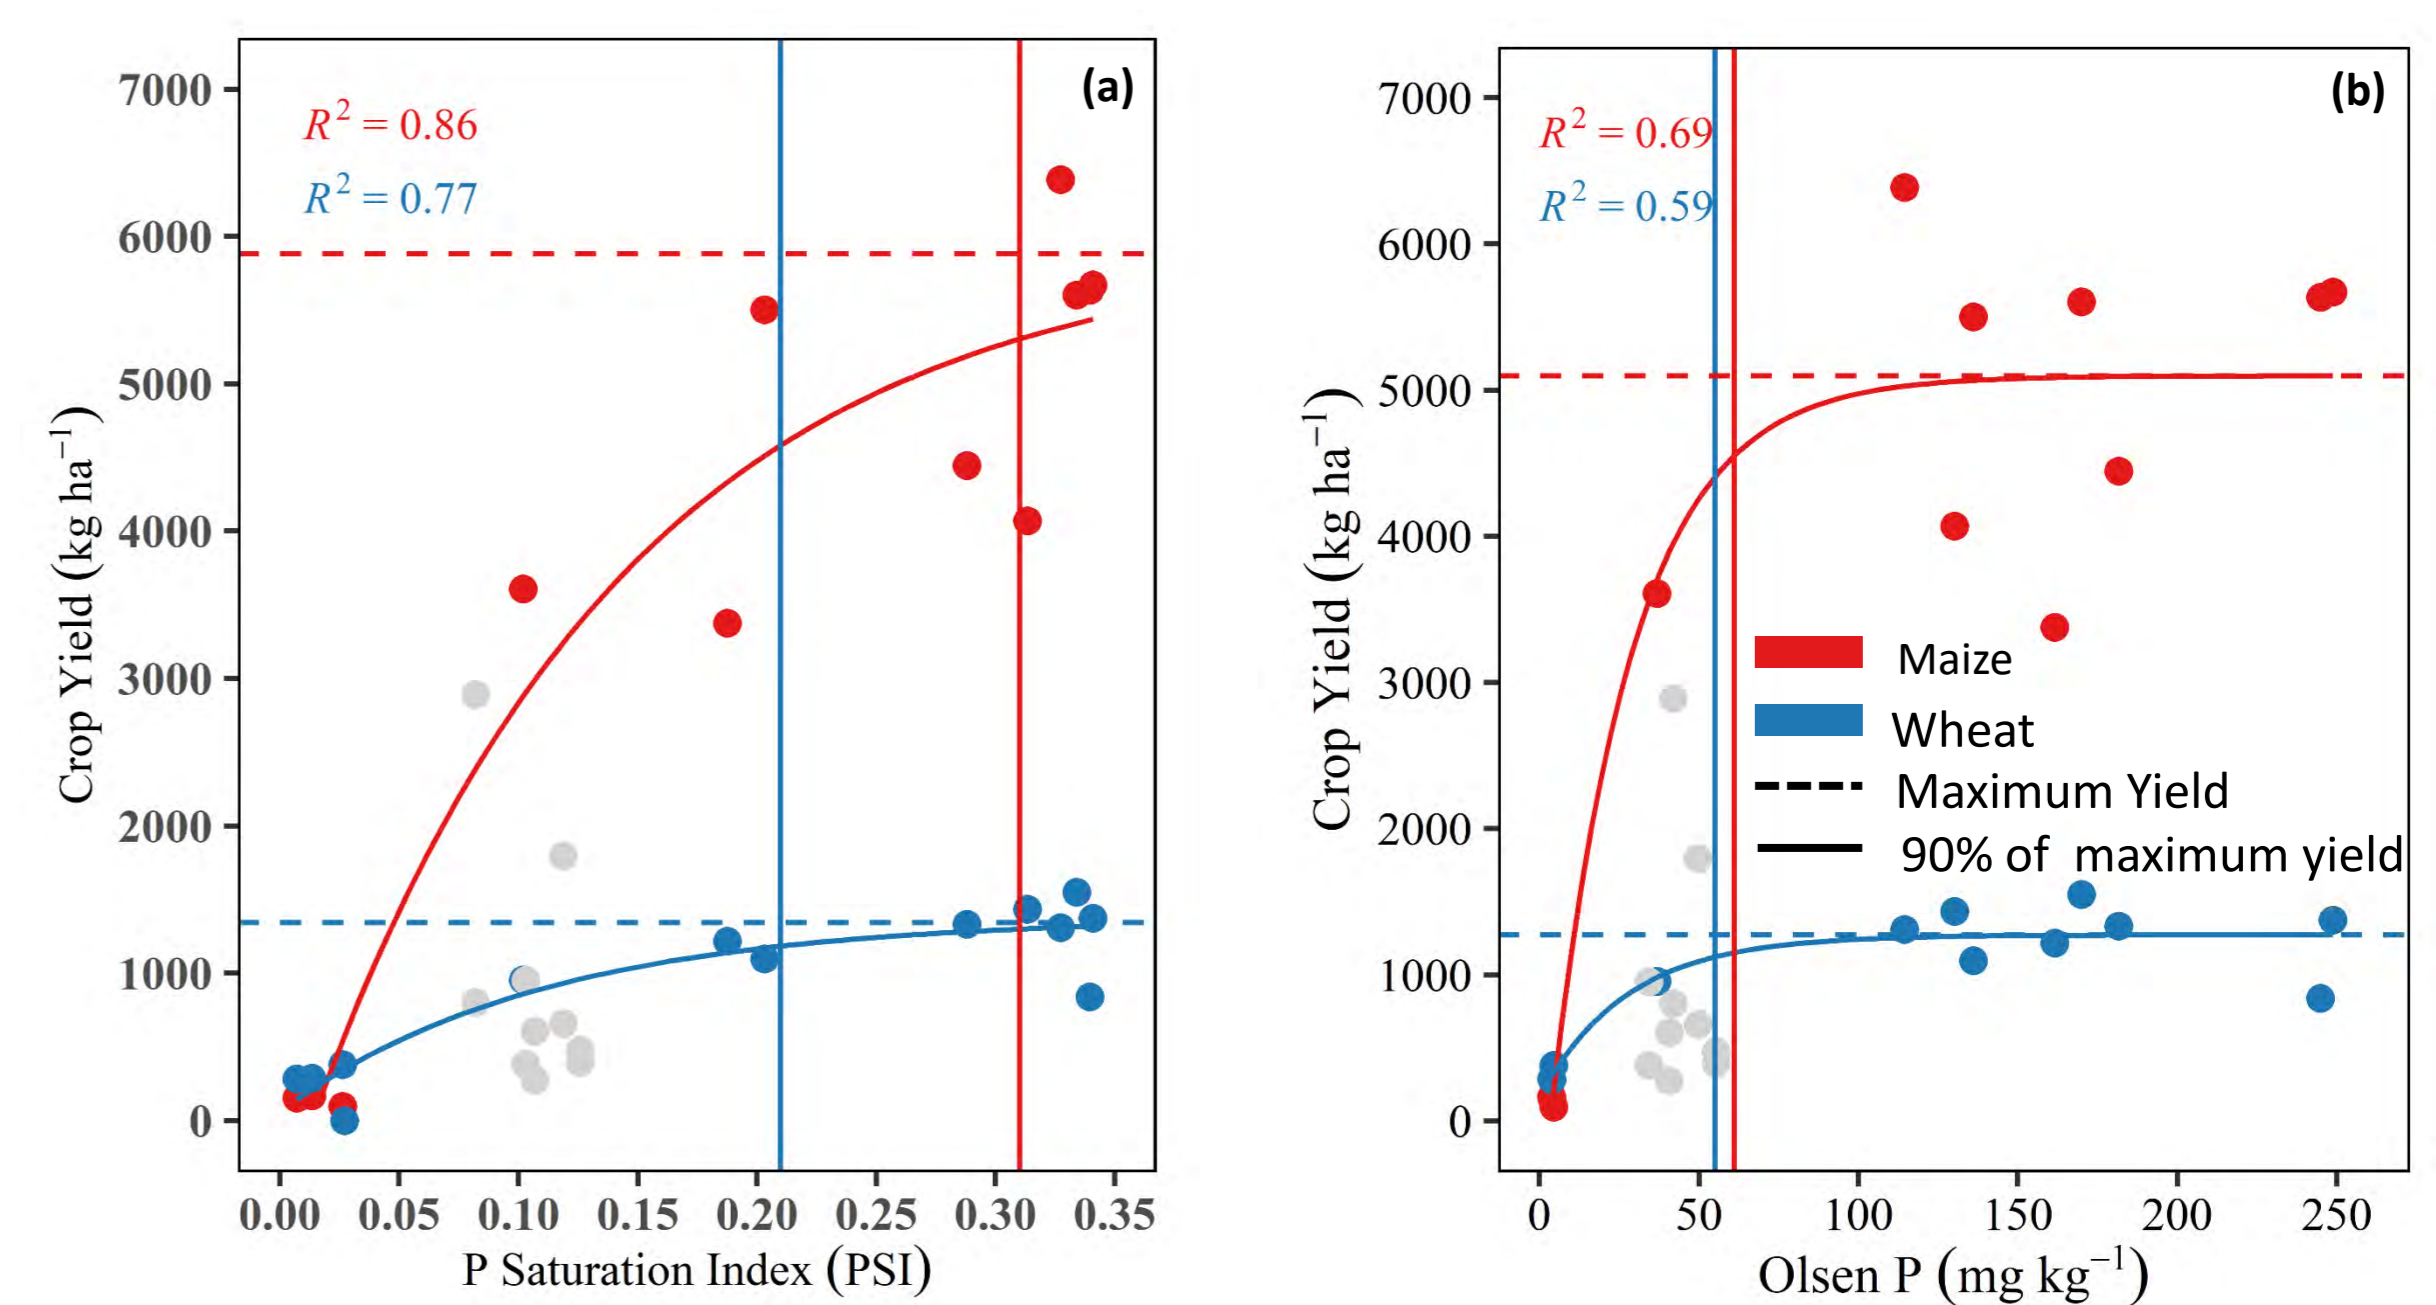 (a)
R² = 0.86
R² = 0.77
7000
6000
5000
4000
3000
2000
1000
0
Crop Yield (kg ha⁻¹)
0.00 0.05 0.10 0.15 0.20 0.25 0.30 0.35
P Saturation Index (PSI)
(b)
R² = 0.69
R² = 0.59
7000
6000
5000
4000
3000
2000
1000
0
Crop Yield (kg ha⁻¹)
Maize
Wheat
Maximum Yield
90% of maximum yield
0 50 100 150 200 250
Olsen P (mg kg⁻¹)